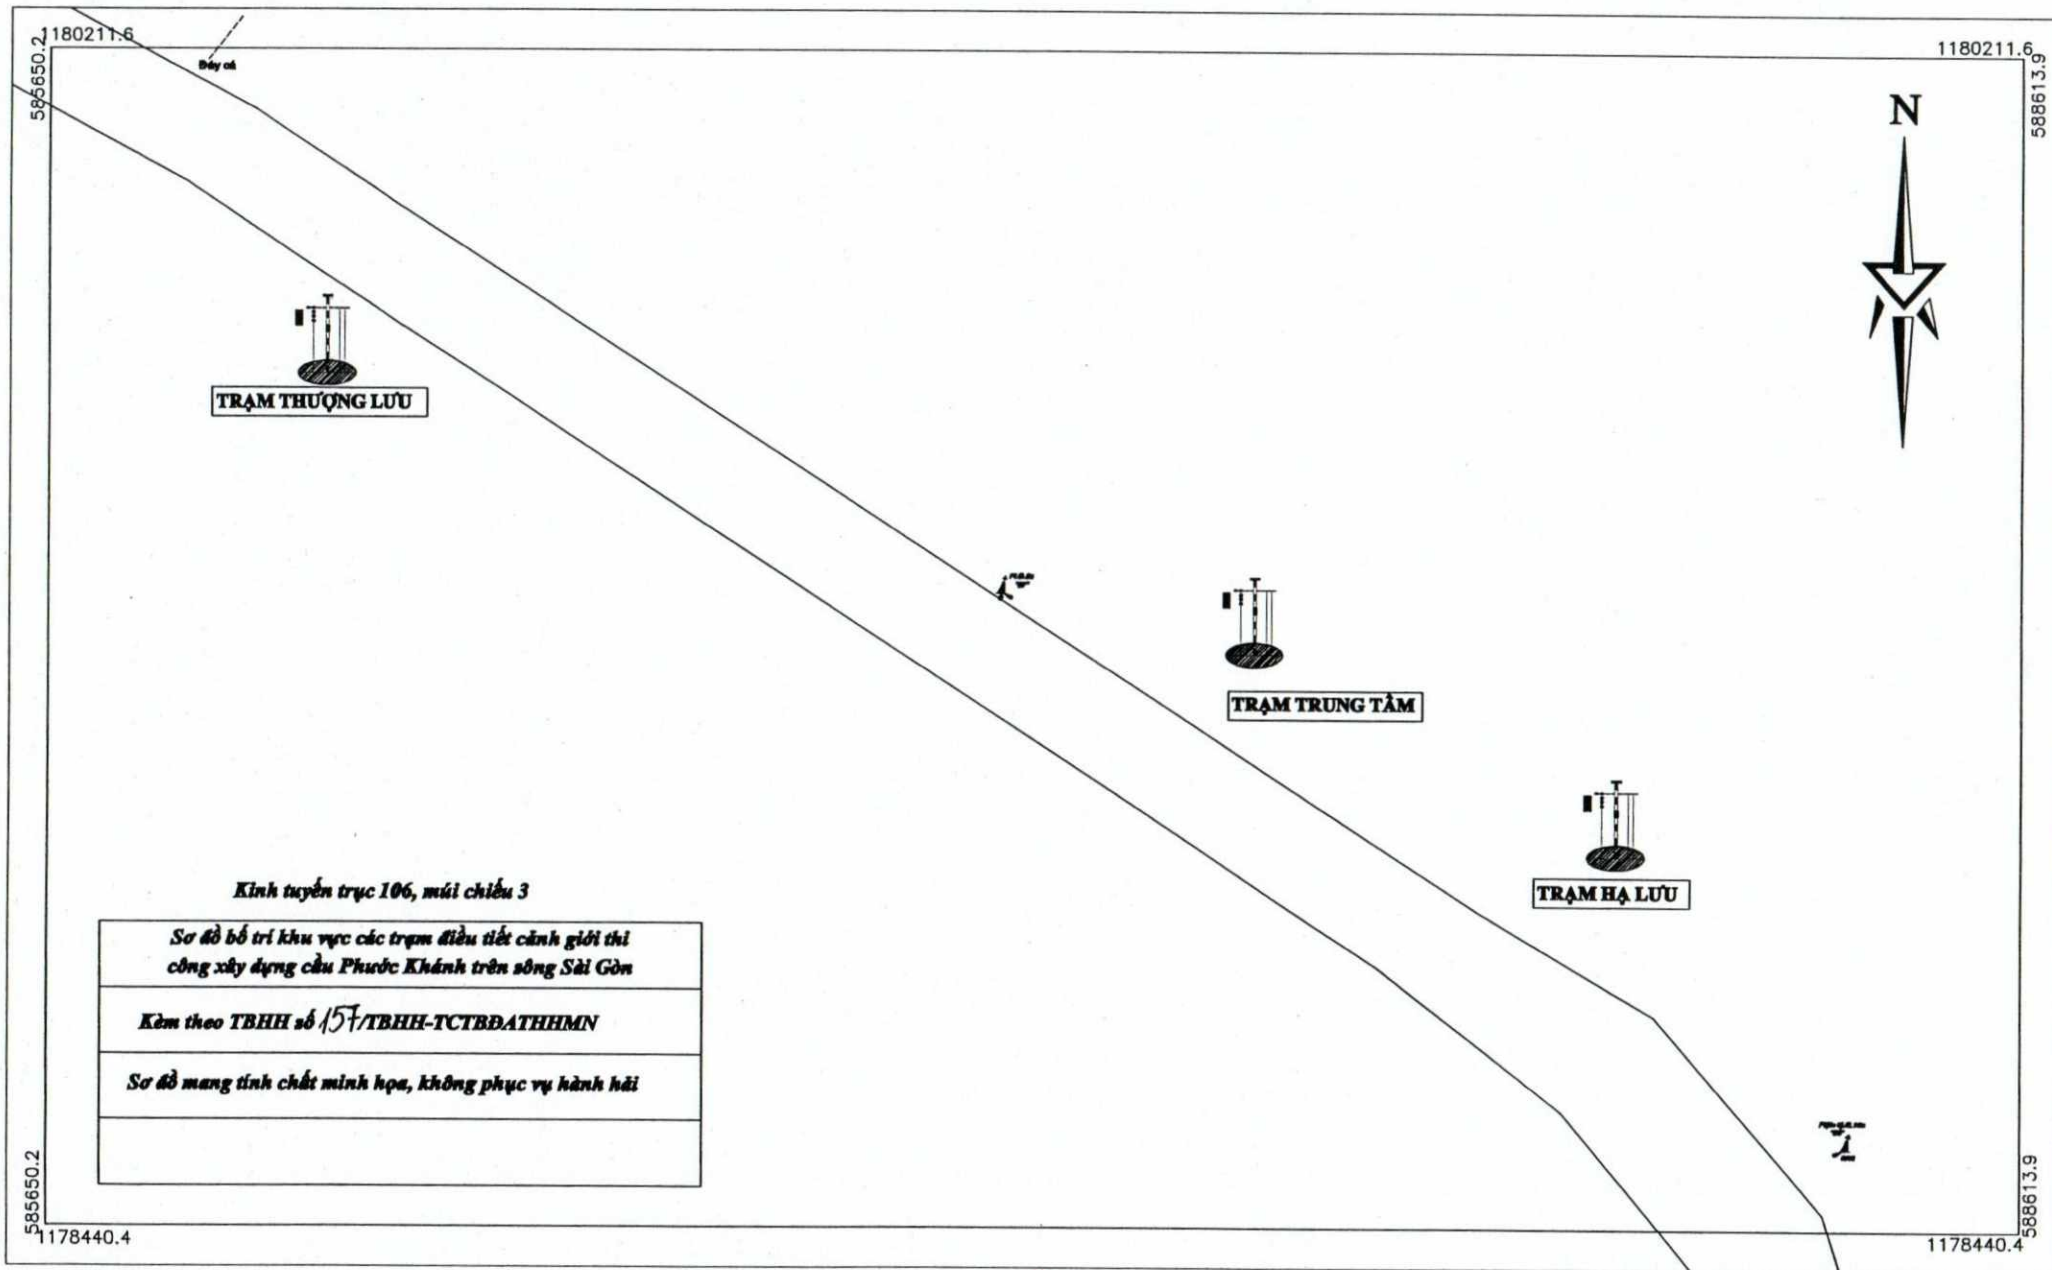 1180211.6
1180211.6
585650.2
588613.9
Đáy cá
N
TRẠM THƯỢNG LƯU
TRẠM TRUNG TÂM
TRẠM HẠ LƯU
Kinh tuyến trục 106, múi chiếu 3
Sơ đồ bố trí khu vực các trạm điều tiết cảnh giới thi
công xây dựng cầu Phước Khánh trên sông Sài Gòn
Kèm theo TBHH số 157/TBHH-TCTBĐATHHMN
Sơ đồ mang tính chất minh họa, không phục vụ hành hải
585650.2
588613.9
1178440.4
1178440.4